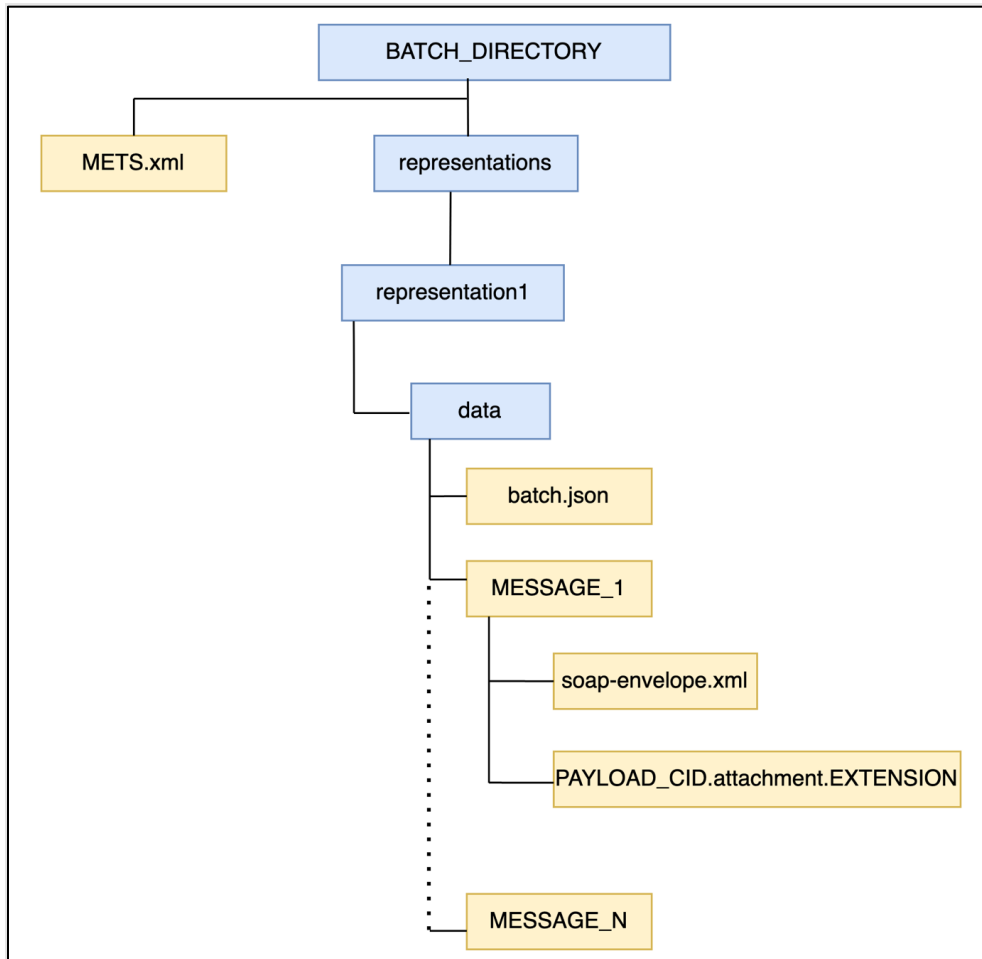 BATCH_DIRECTORY
METS.xml
representations
representation1
data
batch.json
MESSAGE_1
soap-envelope.xml
PAYLOAD_CID.attachment.EXTENSION
MESSAGE_N